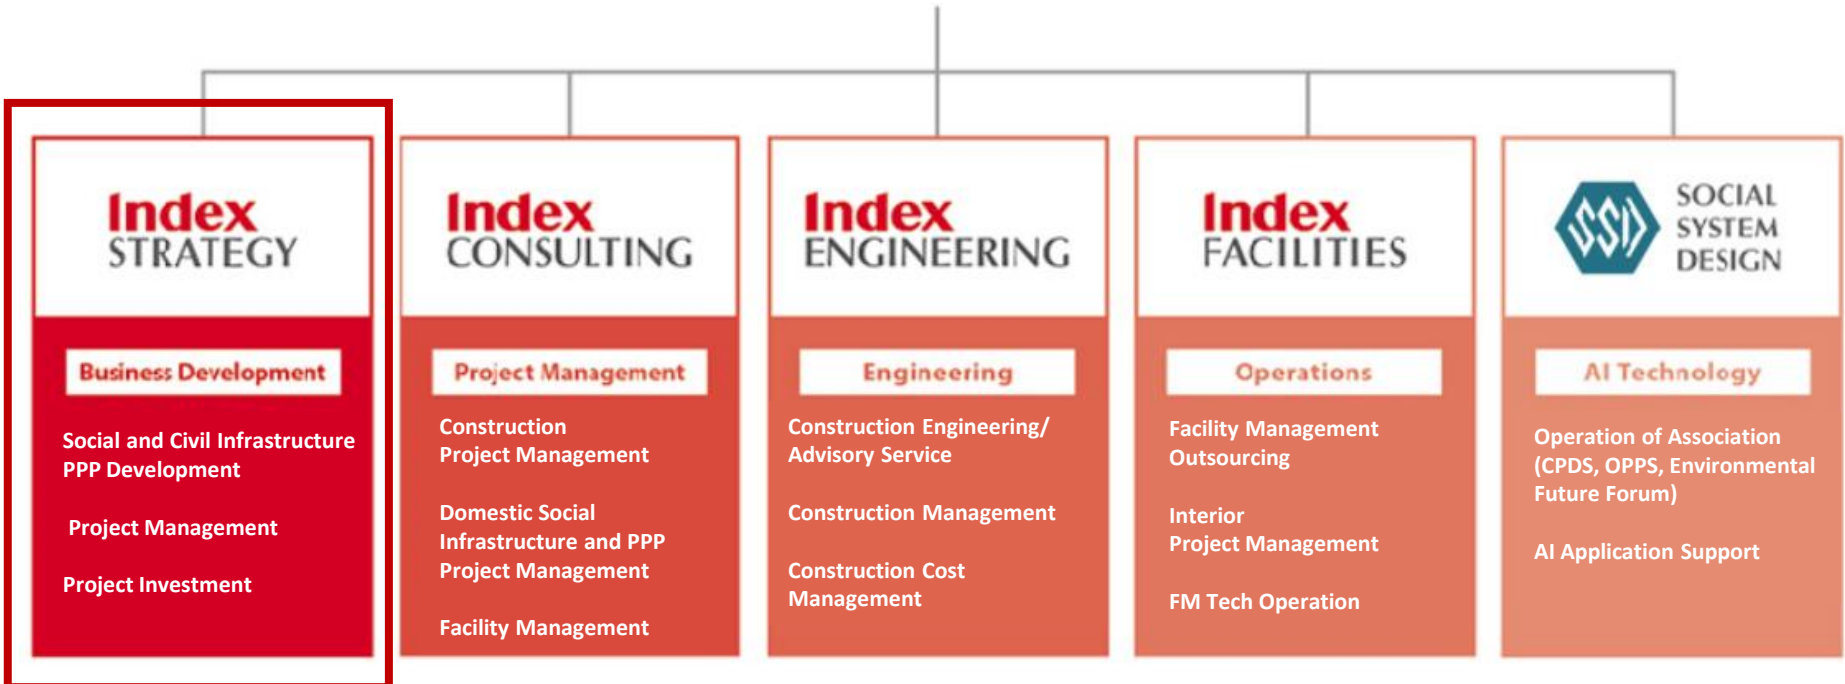 Index
STRATEGY
Business Development
Social and Civil Infrastructure
PPP Development
Project Management
Project Investment
Index
CONSULTING
Project Management
Construction
Project Management
Domestic Social
Infrastructure and PPP
Project Management
Facility Management
Index
ENGINEERING
Engineering
Construction Engineering/
Advisory Service
Construction Management
Construction Cost
Management
Index
FACILITIES
Operations
Facility Management
Outsourcing
Interior
Project Management
FM Tech Operation
SSD
SOCIAL
SYSTEM
DESIGN
AI Technology
Operation of Association
(CPDS, OPPS, Environmental
Future Forum)
AI Application Support